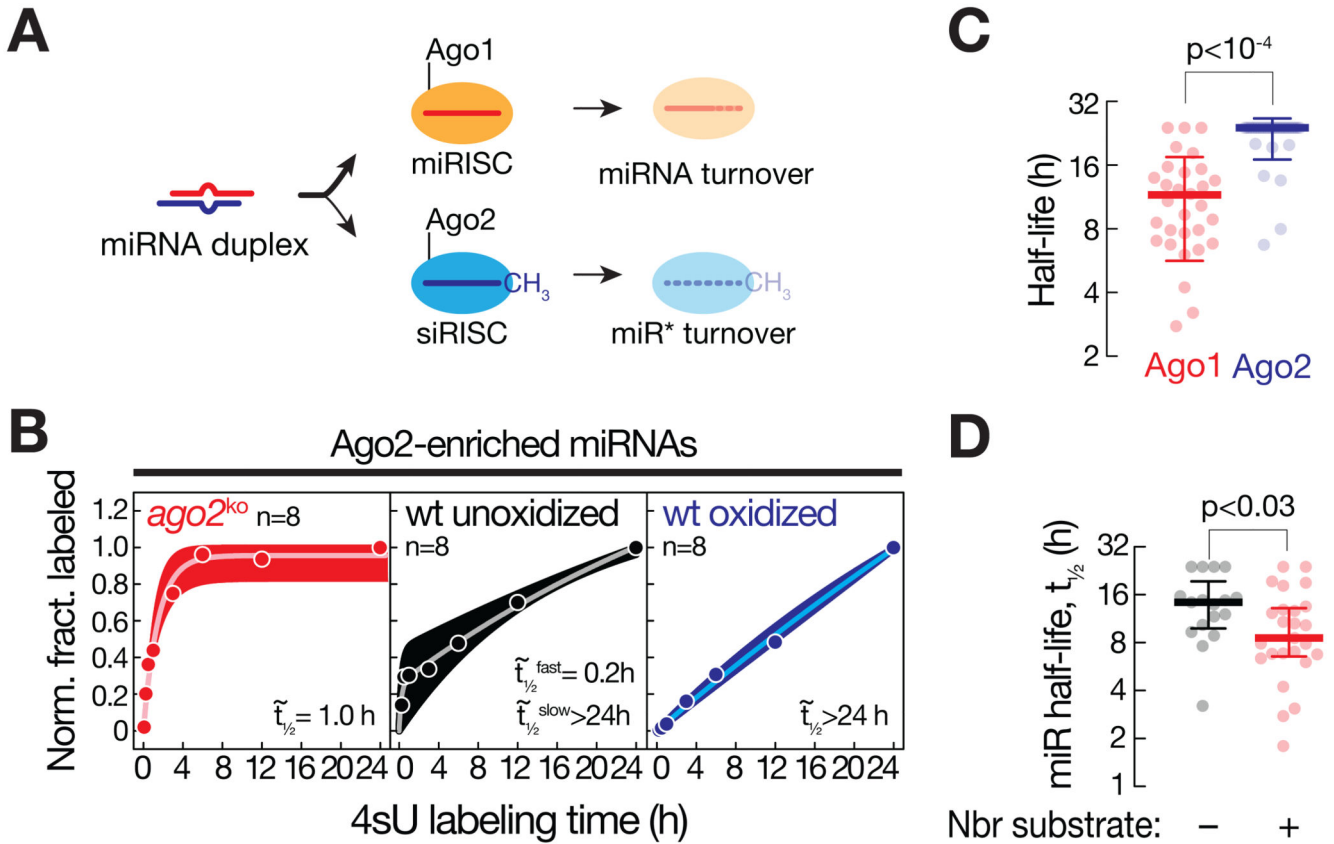 A
Ago1
miRISC
miRNA turnover
miRNA duplex
Ago2
CH3
CH3
siRISC
miR* turnover
B
Ago2-enriched miRNAs
Norm. fract. labeled
1.2
1.0
0.8
0.6
0.4
0.2
0
ago2ko n=8
t̃½= 1.0 h
wt unoxidized
n=8
t̃½fast= 0.2h
t̃½slow>24h
wt oxidized
n=8
t̃½>24 h
0 4 8 12 16 20 24
0 4 8 12 16 20 24
0 4 8 12 16 20 24
4sU labeling time (h)
C
p<10-4
Half-life (h)
32
16
8
4
2
Ago1 Ago2
D
p<0.03
miR half-life, t½ (h)
32
16
8
4
2
1
Nbr substrate: − +